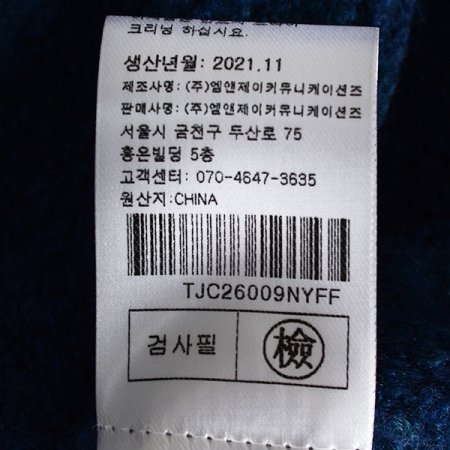 크리닝 하십시요.
생산년월: 2021.11
제조사명: (주)엠앤제이커뮤니케이션즈
판매사명: (주)엠앤제이커뮤니케이션즈
서울시 금천구 두산로 75
홍은빌딩 5층
고객센터: 070-4647-3635
원산지:CHINA
TJC26009NYFF
검사필 檢